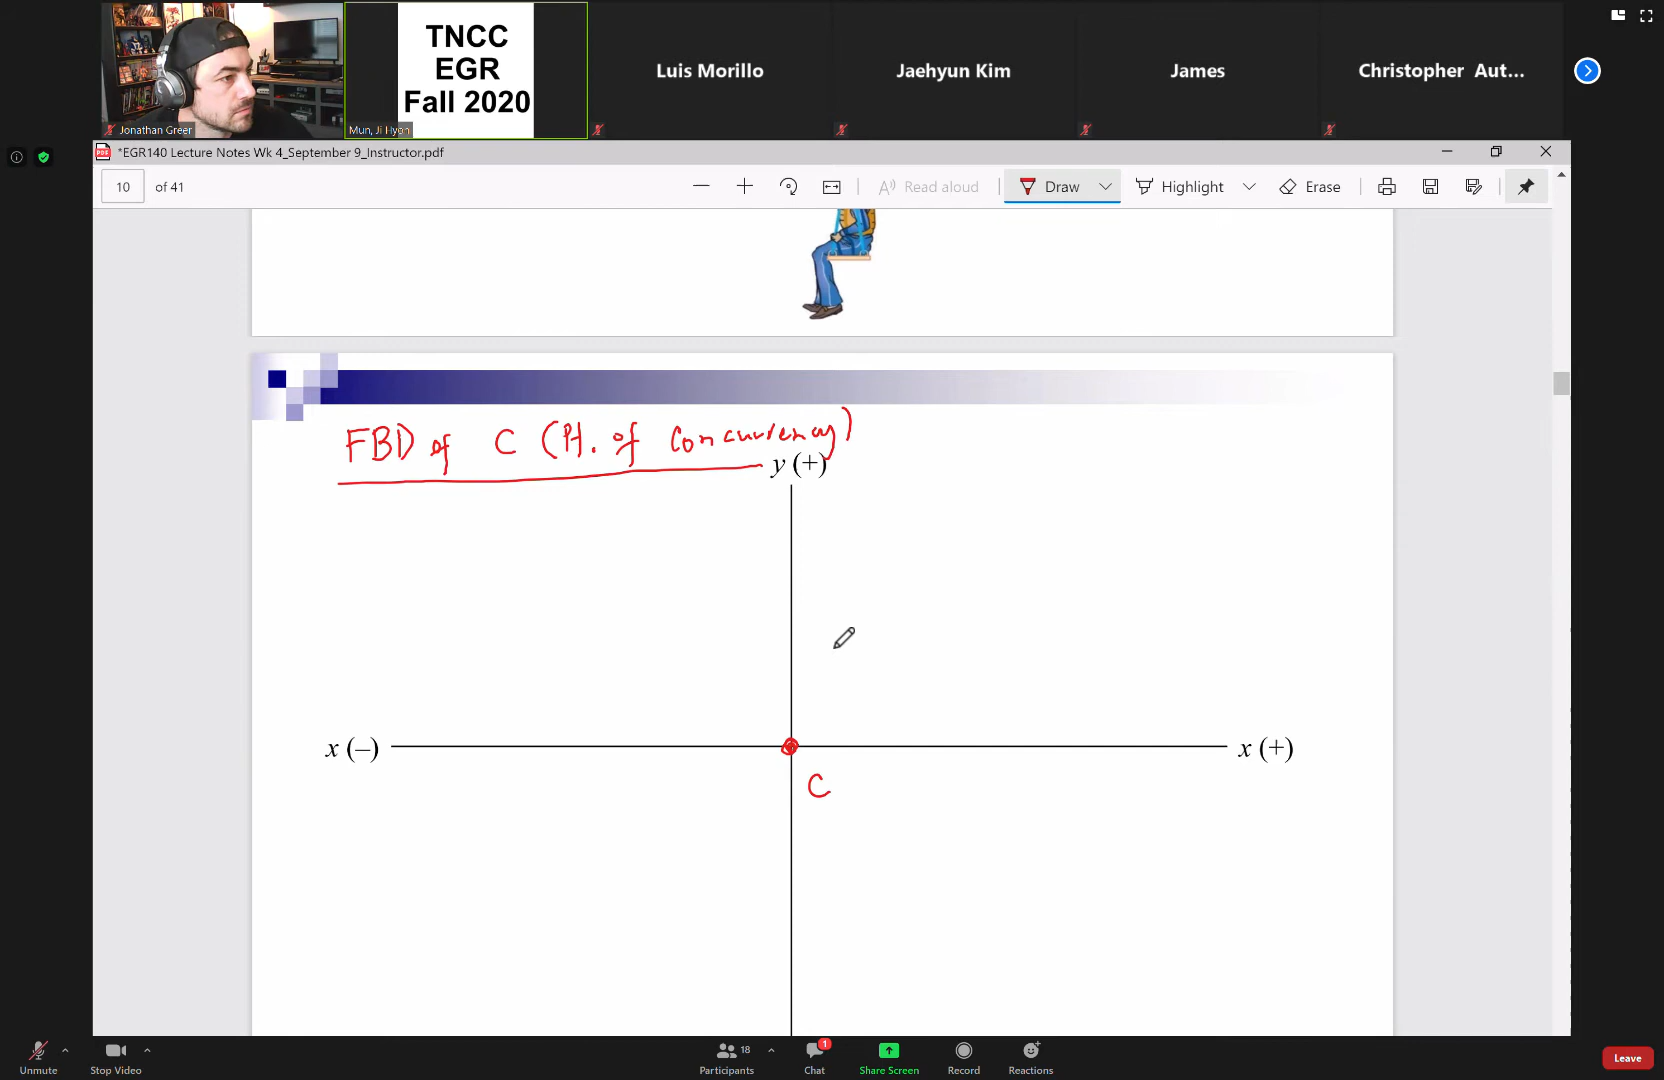 TNCC
EGR
Fall 2020
Jonathan Greer
Mun, Ji Hyon
Luis Morillo
Jaehyun Kim
James
Christopher Aut...
*EGR140 Lecture Notes Wk 4_September 9_Instructor.pdf
10 of 41
A Read aloud
Draw
Highlight
Erase
FBD of C (Pt. of Concurrency)
y (+)
x (–)
x (+)
C
Unmute
Stop Video
18
Participants
1
Chat
Share Screen
Record
Reactions
Leave